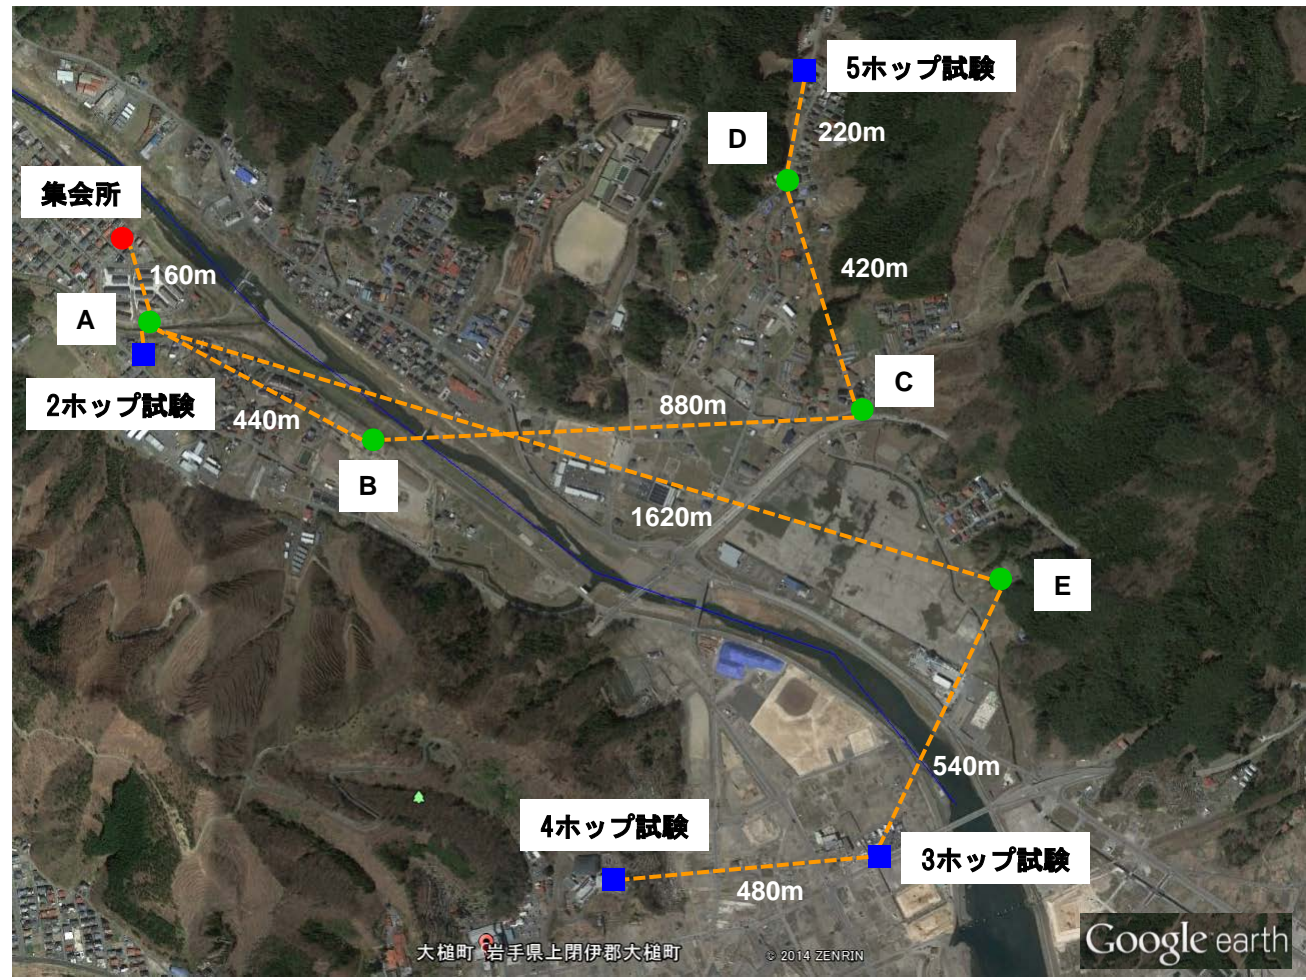 5ホップ試験
D
220m
集会所
160m
420m
A
2ホップ試験
440m
880m
C
B
1620m
E
540m
4ホップ試験
3ホップ試験
480m
大槌町 岩手県上閉伊郡大槌町
© 2014 ZENRIN
Google earth